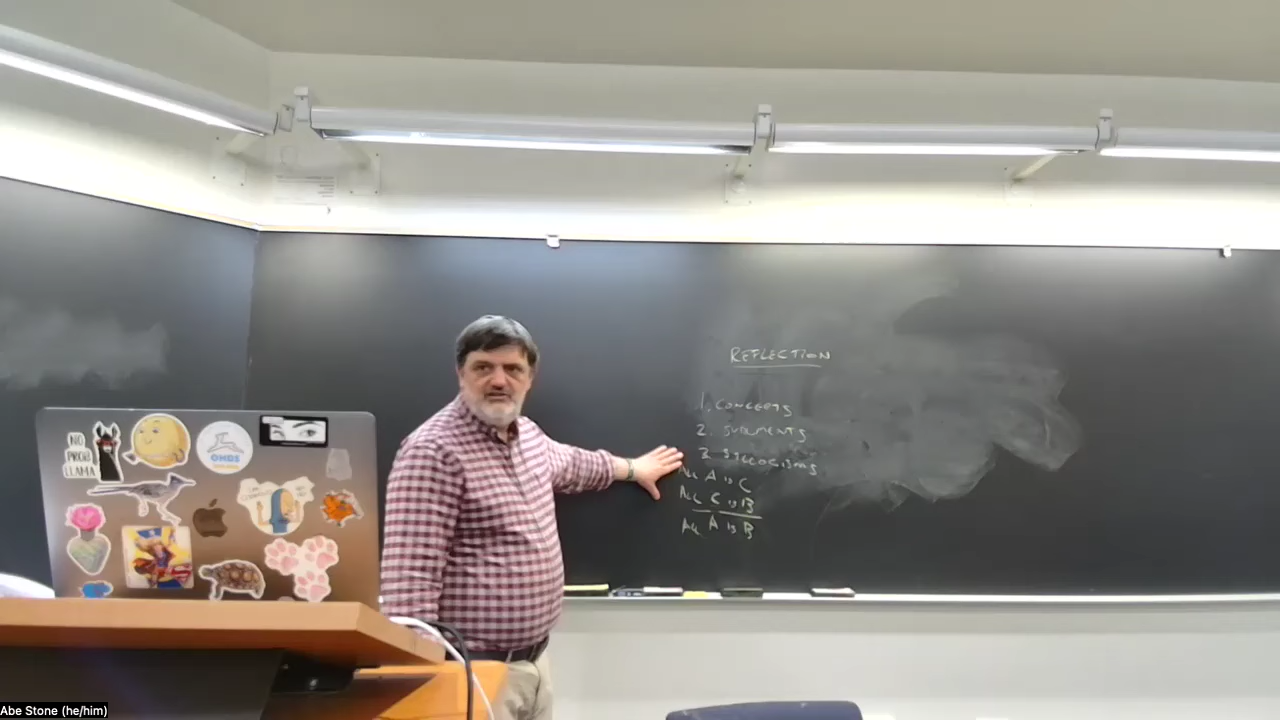 REFLECTION
1. CONCEPTS
2. JUDGMENTS
3 SYLLOGISMS
ALL A IS C
ALL C IS B
ALL A IS B
NO
PROB
LLAMA
Abe Stone (he/him)